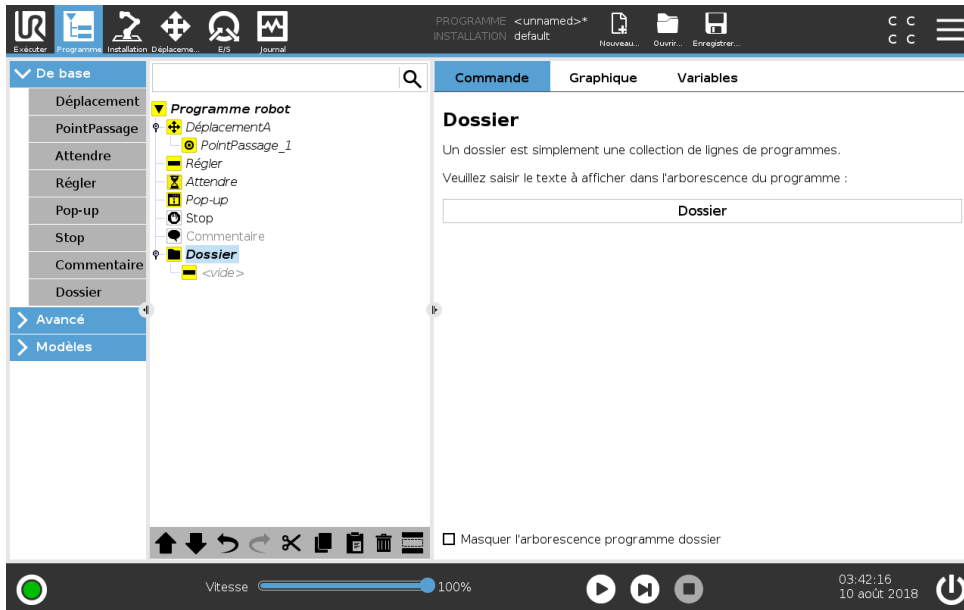 PROGRAMME <unnamed>*
INSTALLATION default
Exécuter Programme Installation Déplaceme... E/S Journal
Nouveau... Ouvrir... Enregistrer...
C C
C C
De base
Déplacement
PointPassage
Attendre
Régler
Pop-up
Stop
Commentaire
Dossier
Avancé
Modèles
Programme robot
DéplacementA
PointPassage_1
Régler
Attendre
Pop-up
Stop
Commentaire
Dossier
<vide>
Commande Graphique Variables
Dossier
Un dossier est simplement une collection de lignes de programmes.
Veuillez saisir le texte à afficher dans l'arborescence du programme :
Dossier
Masquer l'arborescence programme dossier
Vitesse 100%
03:42:16
10 août 2018